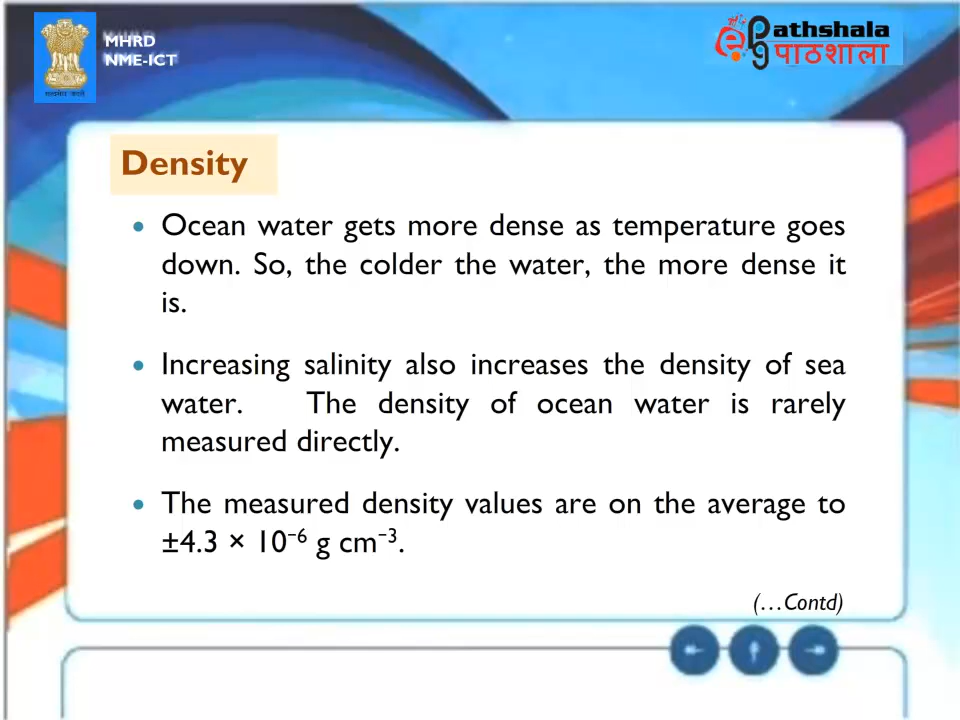 MHRD
NME-ICT
Pathshala
पाठशाला
Density
• Ocean water gets more dense as temperature goes
down. So, the colder the water, the more dense it
is.
• Increasing salinity also increases the density of sea
water. The density of ocean water is rarely
measured directly.
• The measured density values are on the average to
±4.3 × 10⁻⁶ g cm⁻³.
(…Contd)